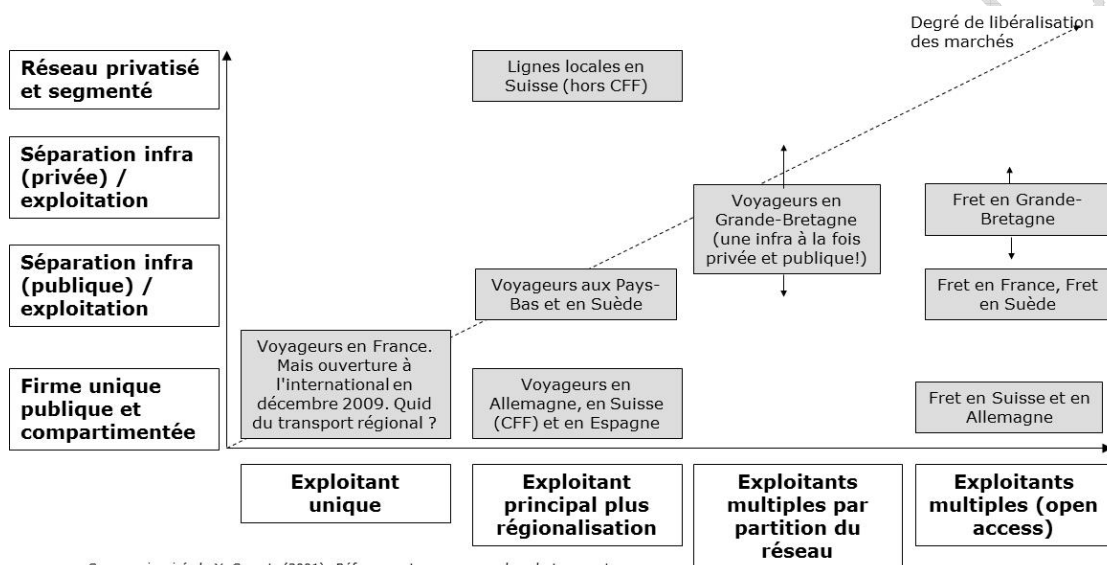 Degré de libéralisation
des marchés
Réseau privatisé
et segmenté
Lignes locales en
Suisse (hors CFF)
Séparation infra
(privée) /
exploitation
Voyageurs en
Grande-Bretagne
(une infra à la fois
privée et publique!)
Fret en Grande-
Bretagne
Séparation infra
(publique) /
exploitation
Voyageurs aux Pays-
Bas et en Suède
Fret en France, Fret
en Suède
Firme unique
publique et
compartimentée
Voyageurs en France.
Mais ouverture à
l'international en
décembre 2009. Quid
du transport régional ?
Voyageurs en
Allemagne, en Suisse
(CFF) et en Espagne
Fret en Suisse et en
Allemagne
Exploitant
unique
Exploitant
principal plus
régionalisation
Exploitants
multiples par
partition du
réseau
Exploitants
multiples (open
access)